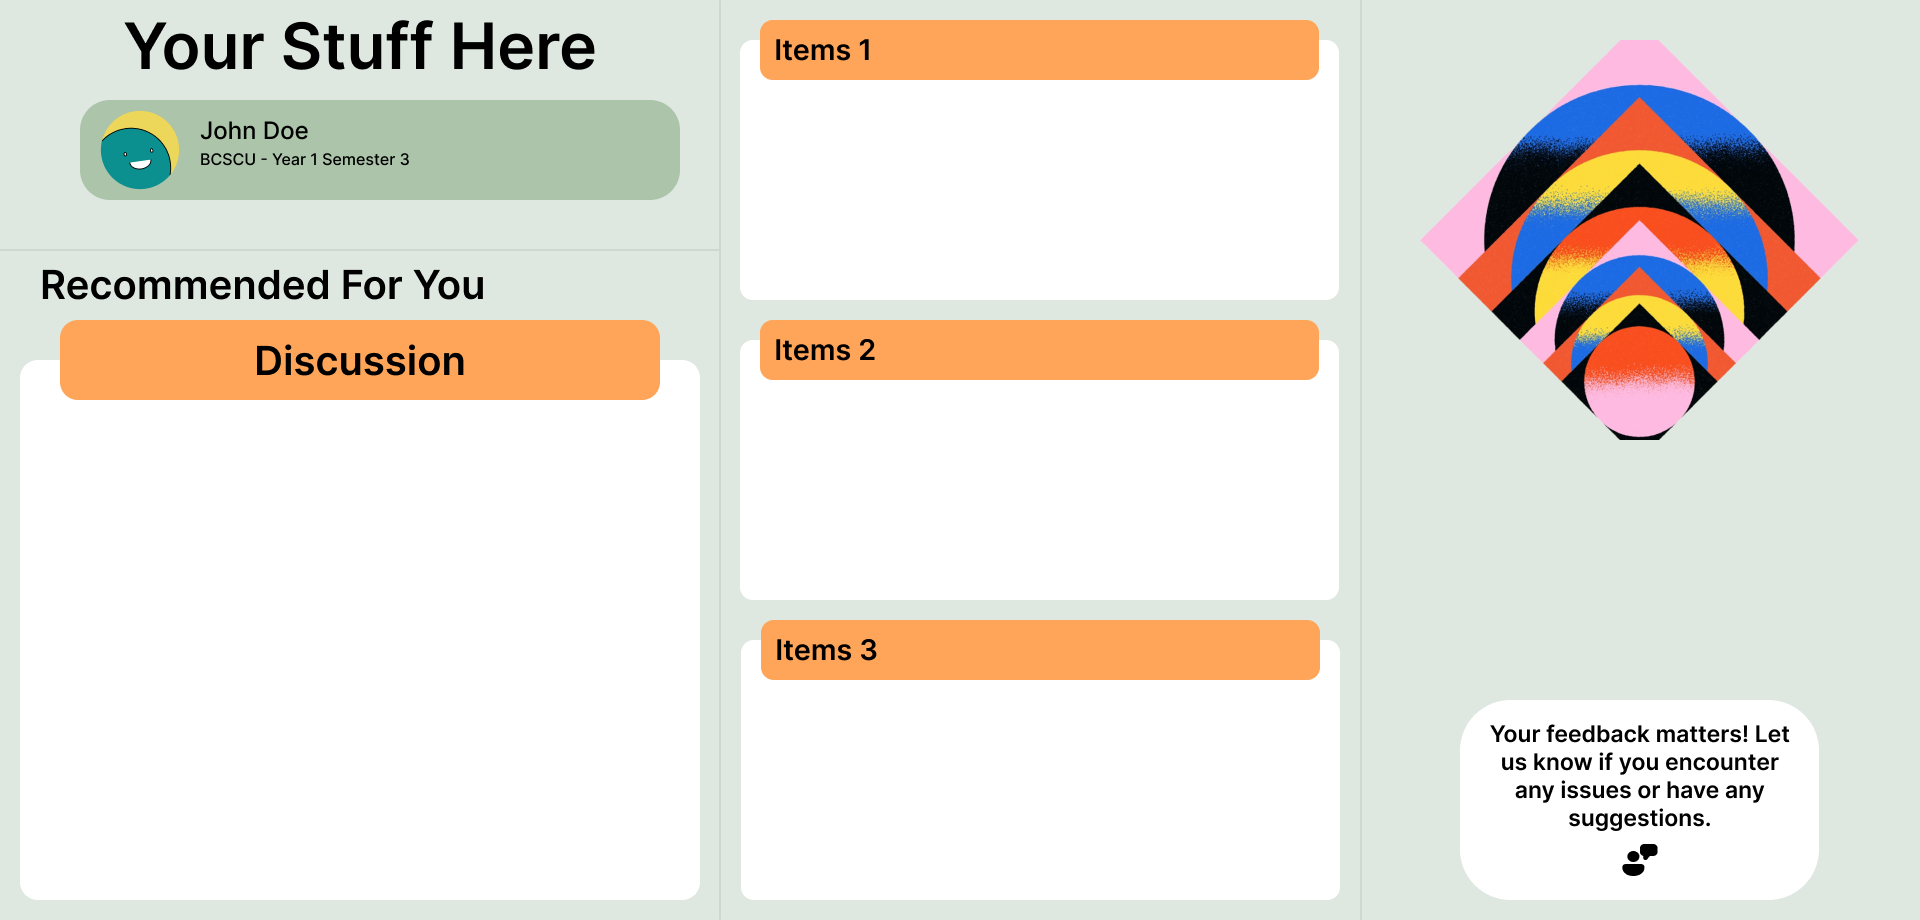 Your Stuff Here
John Doe
BCSCU - Year 1 Semester 3
Recommended For You
Discussion
Items 1
Items 2
Items 3
Your feedback matters! Let
us know if you encounter
any issues or have any
suggestions.